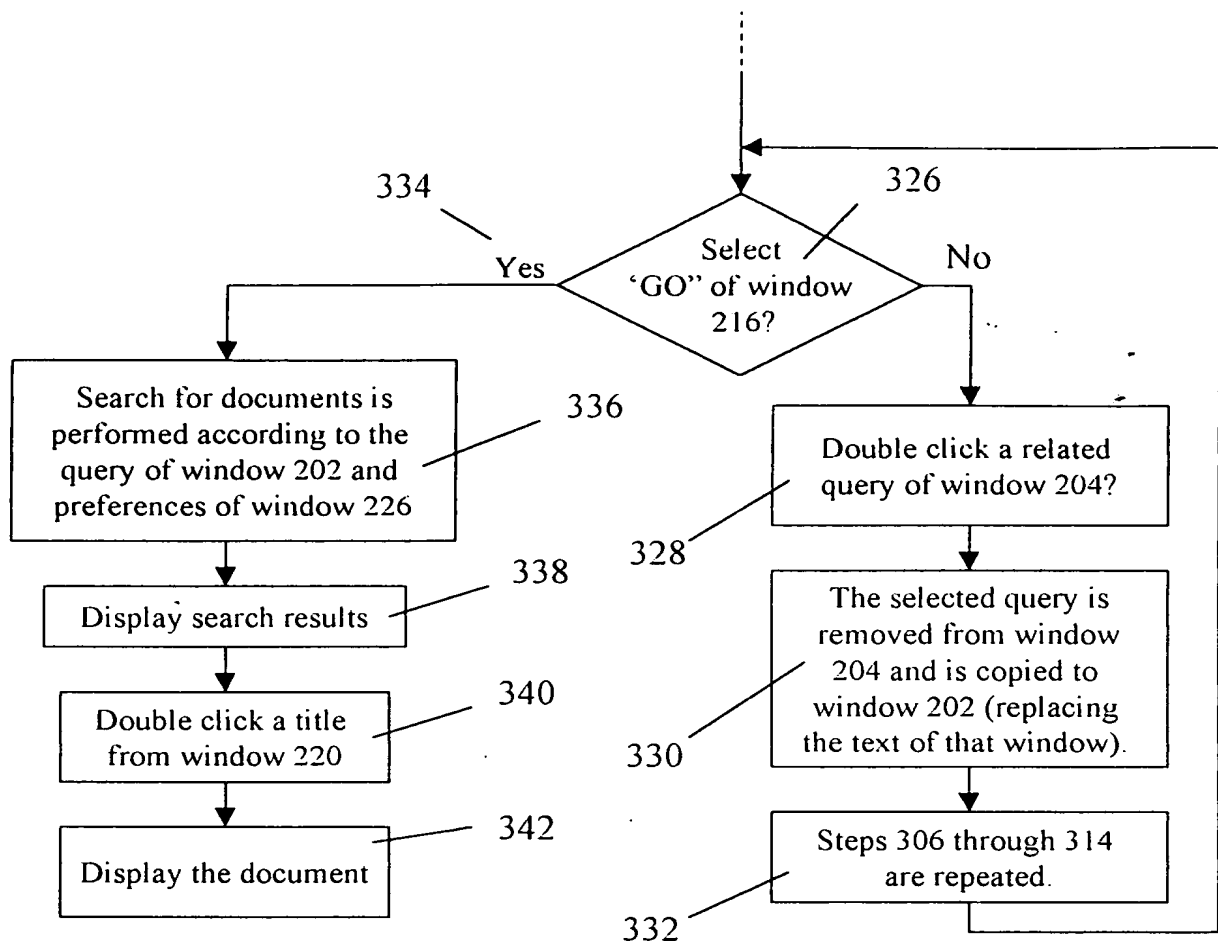 334
326
Yes
Select
‘GO” of window
216?
No
Search for documents is
performed according to the
query of window 202 and
preferences of window 226
336
Double click a related
query of window 204?
328
338
Display search results
The selected query is
removed from window
204 and is copied to
window 202 (replacing
the text of that window).
330
340
Double click a title
from window 220
342
Display the document
Steps 306 through 314
are repeated.
332